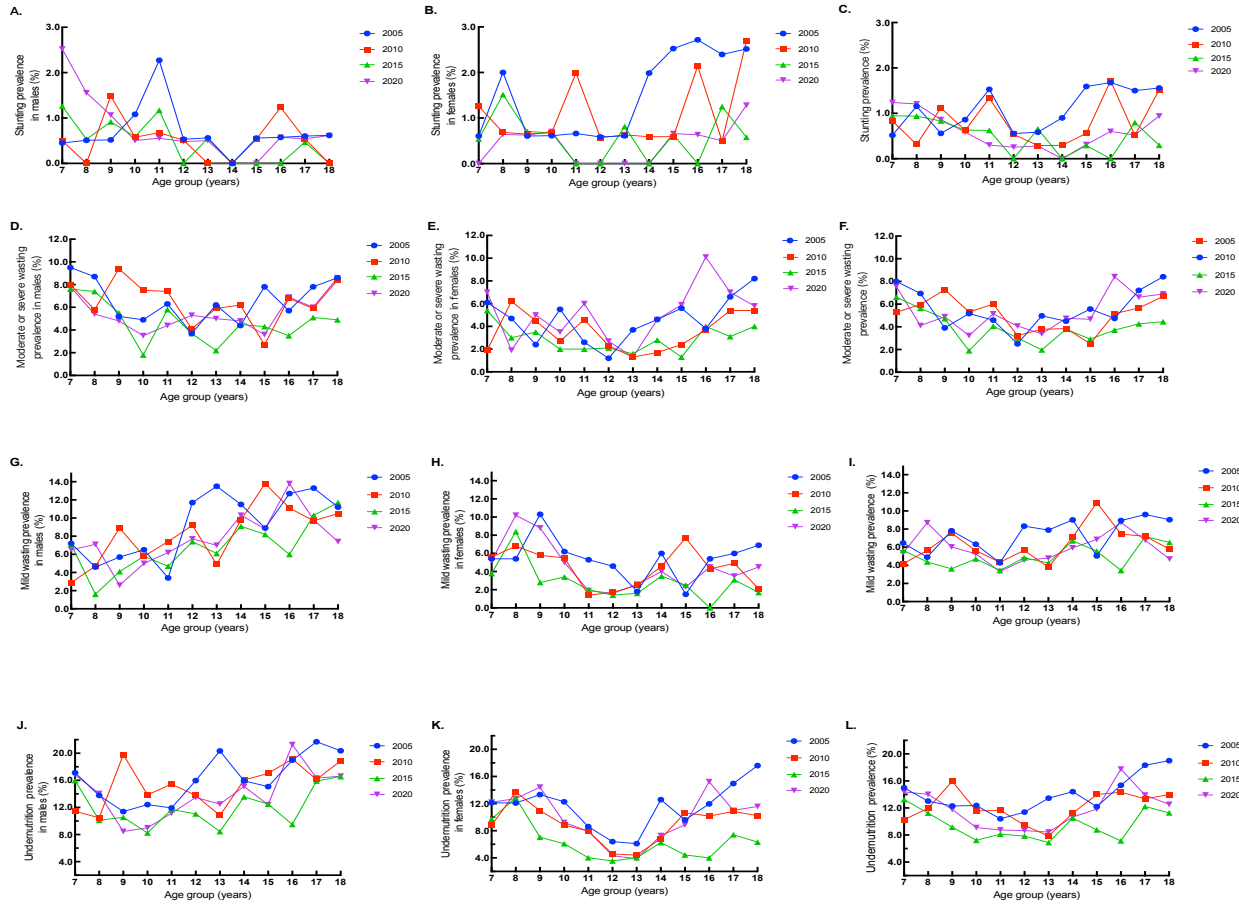 A.
Stunting prevalence
in males (%)
3.0
2.0
1.0
0.0
7 8 9 10 11 12 13 14 15 16 17 18
Age group (years)
2005
2010
2015
2020
B.
Stunting prevalence
in females (%)
3.0
2.0
1.0
0.0
7 8 9 10 11 12 13 14 15 16 17 18
Age group (years)
2005
2010
2015
2020
C.
Stunting prevalence (%)
3.0
2.0
1.0
0.0
7 8 9 10 11 12 13 14 15 16 17 18
Age group (years)
2005
2010
2015
2020
D.
Moderate or severe wasting
prevalence in males (%)
12.0
10.0
8.0
6.0
4.0
2.0
0.0
7 8 9 10 11 12 13 14 15 16 17 18
Age group (years)
2005
2010
2015
2020
E.
Moderate or severe wasting
prevalence in females (%)
12.0
10.0
8.0
6.0
4.0
2.0
0.0
7 8 9 10 11 12 13 14 15 16 17 18
Age group (years)
2005
2010
2015
2020
F.
Moderate or severe wasting
prevalence (%)
12.0
10.0
8.0
6.0
4.0
2.0
0.0
7 8 9 10 11 12 13 14 15 16 17 18
Age group (years)
2005
2010
2015
2020
G.
Mild wasting prevalence
in males (%)
14.0
12.0
10.0
8.0
6.0
4.0
2.0
0.0
7 8 9 10 11 12 13 14 15 16 17 18
Age group (years)
2005
2010
2015
2020
H.
Mild wasting prevalence
in females (%)
14.0
12.0
10.0
8.0
6.0
4.0
2.0
0.0
7 8 9 10 11 12 13 14 15 16 17 18
Age group (years)
2005
2010
2015
2020
I.
Mild wasting prevalence (%)
14.0
12.0
10.0
8.0
6.0
4.0
2.0
0.0
7 8 9 10 11 12 13 14 15 16 17 18
Age group (years)
2005
2010
2015
2020
J.
Undernutrition prevalence
in males (%)
20.0
16.0
12.0
8.0
4.0
7 8 9 10 11 12 13 14 15 16 17 18
Age group (years)
2005
2010
2015
2020
K.
Undernutrition prevalence
in females (%)
20.0
16.0
12.0
8.0
4.0
7 8 9 10 11 12 13 14 15 16 17 18
Age group (years)
2005
2010
2015
2020
L.
Undernutrition prevalence (%)
20.0
16.0
12.0
8.0
4.0
7 8 9 10 11 12 13 14 15 16 17 18
Age group (years)
2005
2010
2015
2020